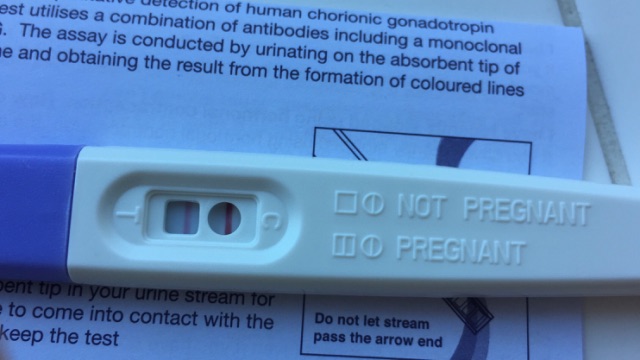 detection of human chorionic gonadotropin
est utilises a combination of antibodies including a monoclonal
The assay is conducted by urinating on the absorbent tip of
and obtaining the result from the formation of coloured lines
T
C
NOT PREGNANT
PREGNANT
tip in your urine stream for
to come into contact with the
keep the test
Do not let stream
pass the arrow end